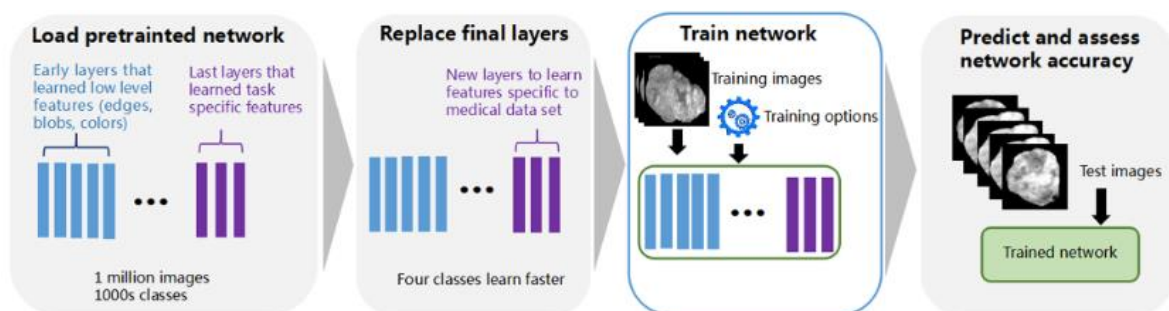 Load pretrainted network
Early layers that
learned low level
features (edges,
blobs, colors)
Last layers that
learned task
specific features
1 million images
1000s classes
Replace final layers
New layers to learn
features specific to
medical data set
Four classes learn faster
Train network
Training images
Training options
Predict and assess
network accuracy
Test images
Trained network